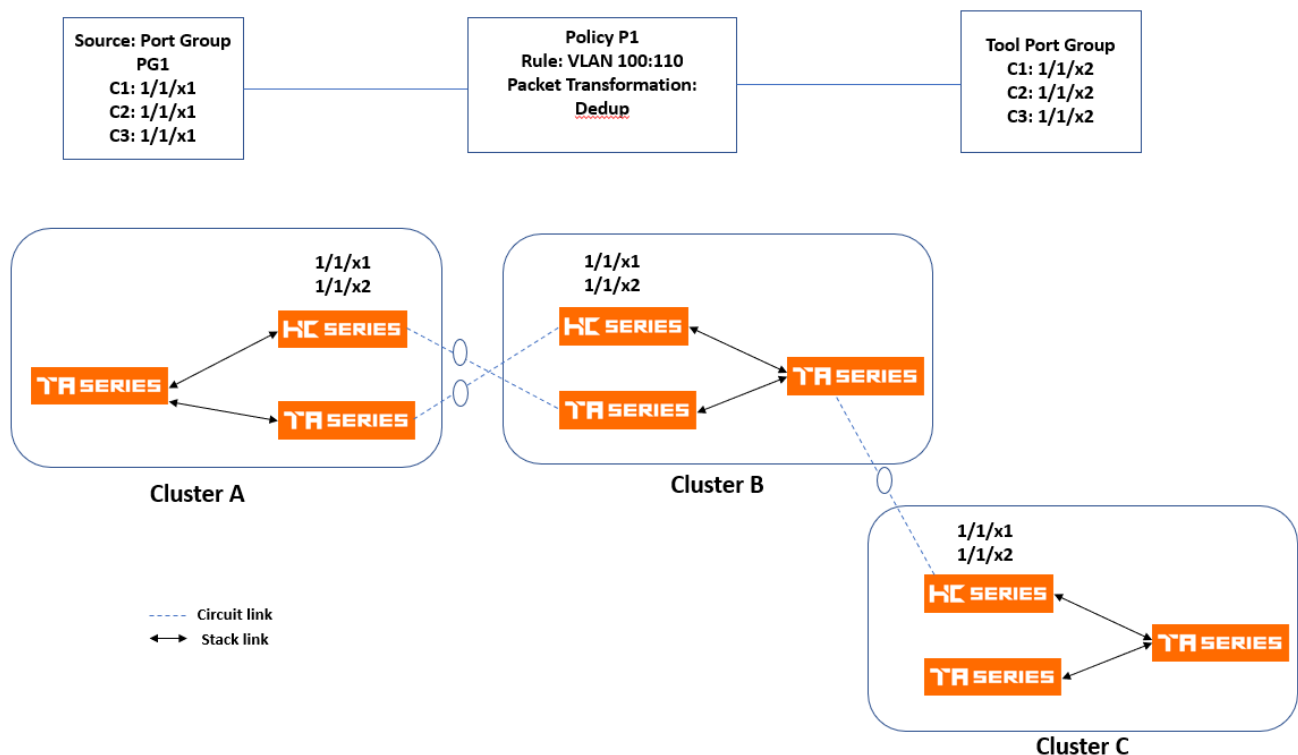 Source: Port Group
PG1
C1: 1/1/x1
C2: 1/1/x1
C3: 1/1/x1
Policy P1
Rule: VLAN 100:110
Packet Transformation:
Dedup
Tool Port Group
C1: 1/1/x2
C2: 1/1/x2
C3: 1/1/x2
1/1/x1
1/1/x2
HC SERIES
TA SERIES
TA SERIES
Cluster A
1/1/x1
1/1/x2
HC SERIES
TA SERIES
TA SERIES
Cluster B
1/1/x1
1/1/x2
HC SERIES
TA SERIES
TA SERIES
Cluster C
Circuit link
Stack link